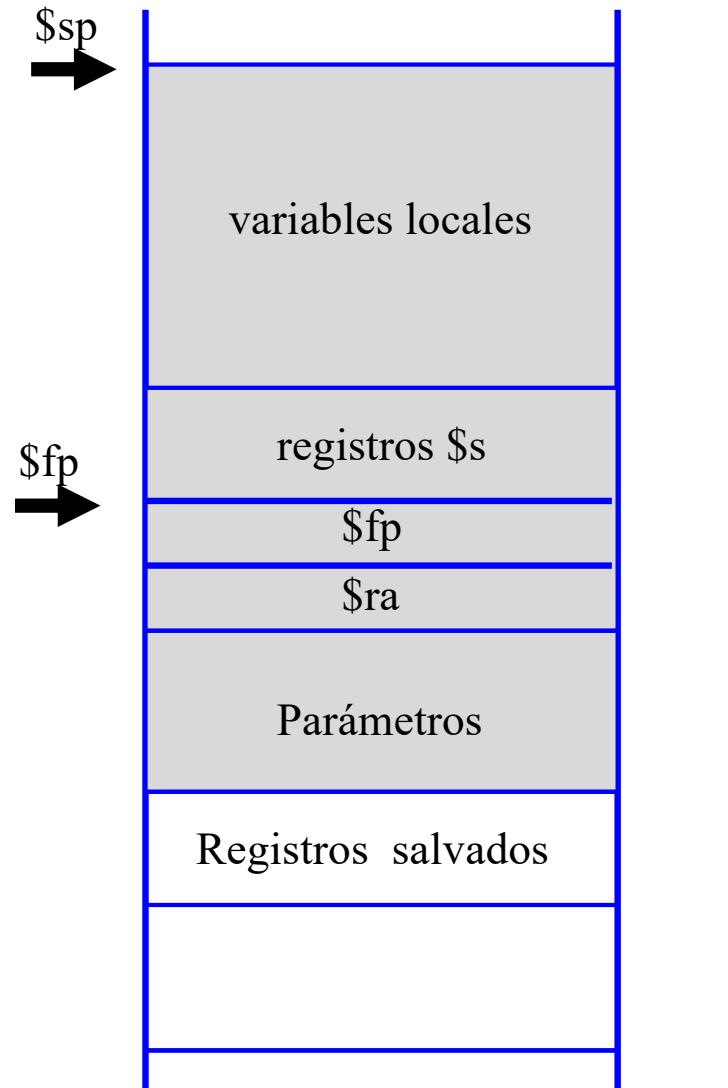 $sp
variables locales
registros $s
$fp
$fp
$ra
Parámetros
Registros salvados